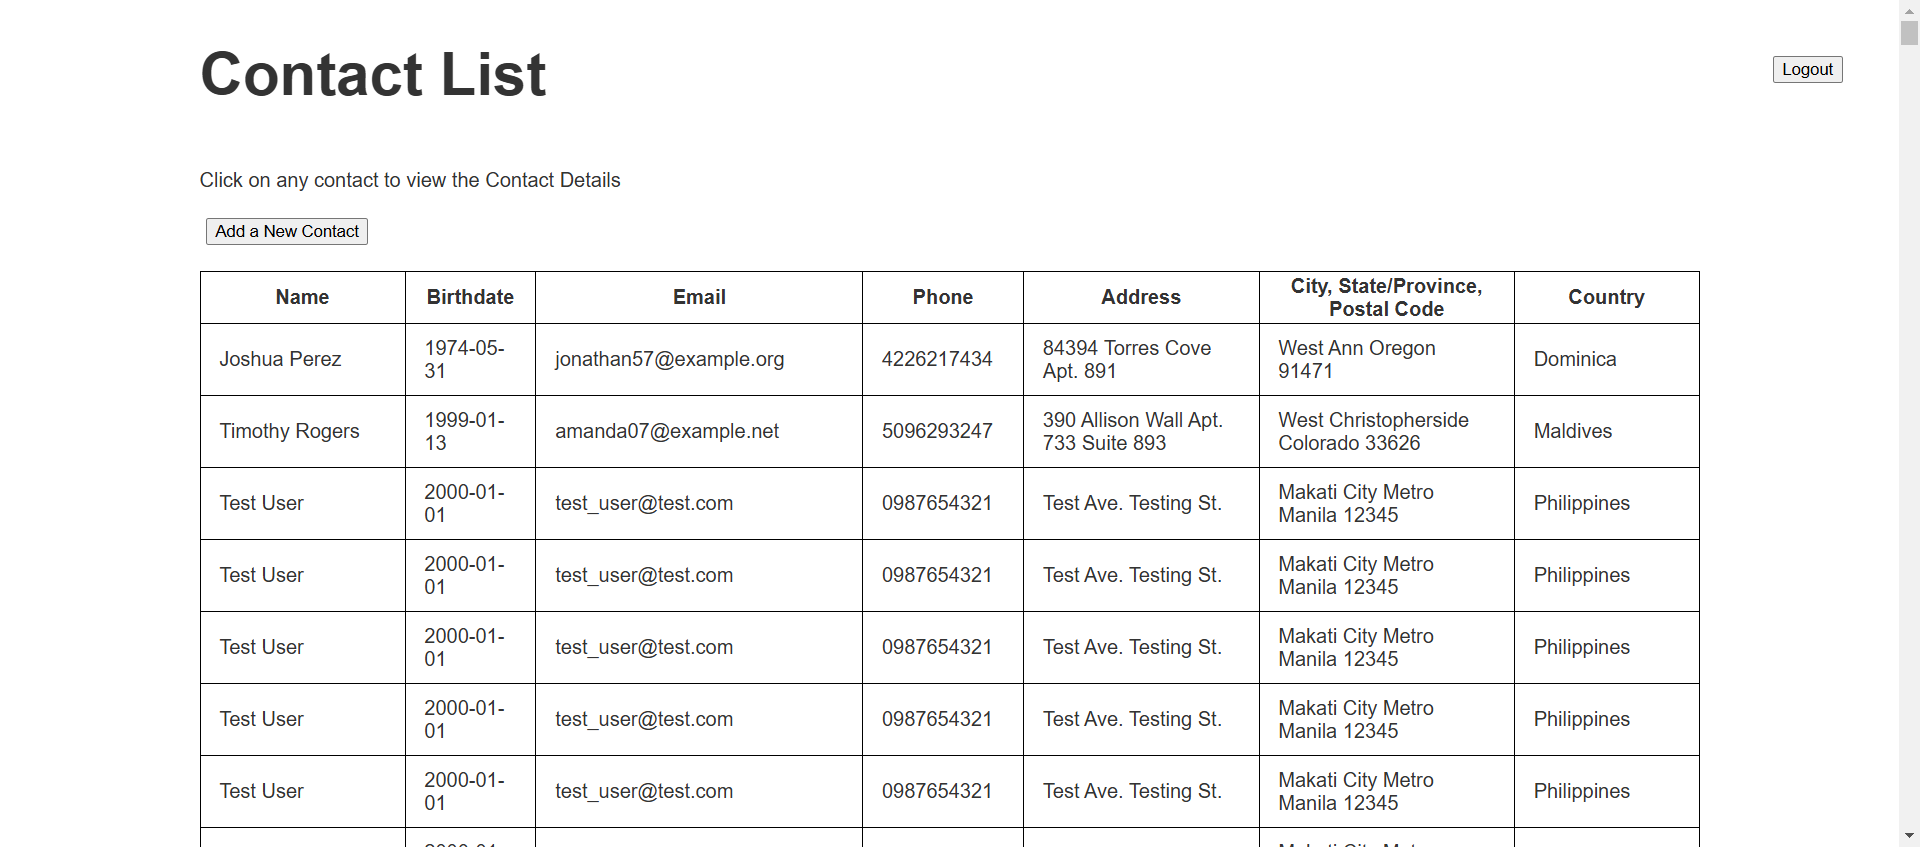 Contact List
Logout
Click on any contact to view the Contact Details
Add a New Contact
Name Birthdate Email Phone Address City, State/Province, Postal Code Country
Joshua Perez 1974-05-31 jonathan57@example.org 4226217434 84394 Torres Cove Apt. 891 West Ann Oregon 91471 Dominica
Timothy Rogers 1999-01-13 amanda07@example.net 5096293247 390 Allison Wall Apt. 733 Suite 893 West Christopherside Colorado 33626 Maldives
Test User 2000-01-01 test_user@test.com 0987654321 Test Ave. Testing St. Makati City Metro Manila 12345 Philippines
Test User 2000-01-01 test_user@test.com 0987654321 Test Ave. Testing St. Makati City Metro Manila 12345 Philippines
Test User 2000-01-01 test_user@test.com 0987654321 Test Ave. Testing St. Makati City Metro Manila 12345 Philippines
Test User 2000-01-01 test_user@test.com 0987654321 Test Ave. Testing St. Makati City Metro Manila 12345 Philippines
Test User 2000-01-01 test_user@test.com 0987654321 Test Ave. Testing St. Makati City Metro Manila 12345 Philippines